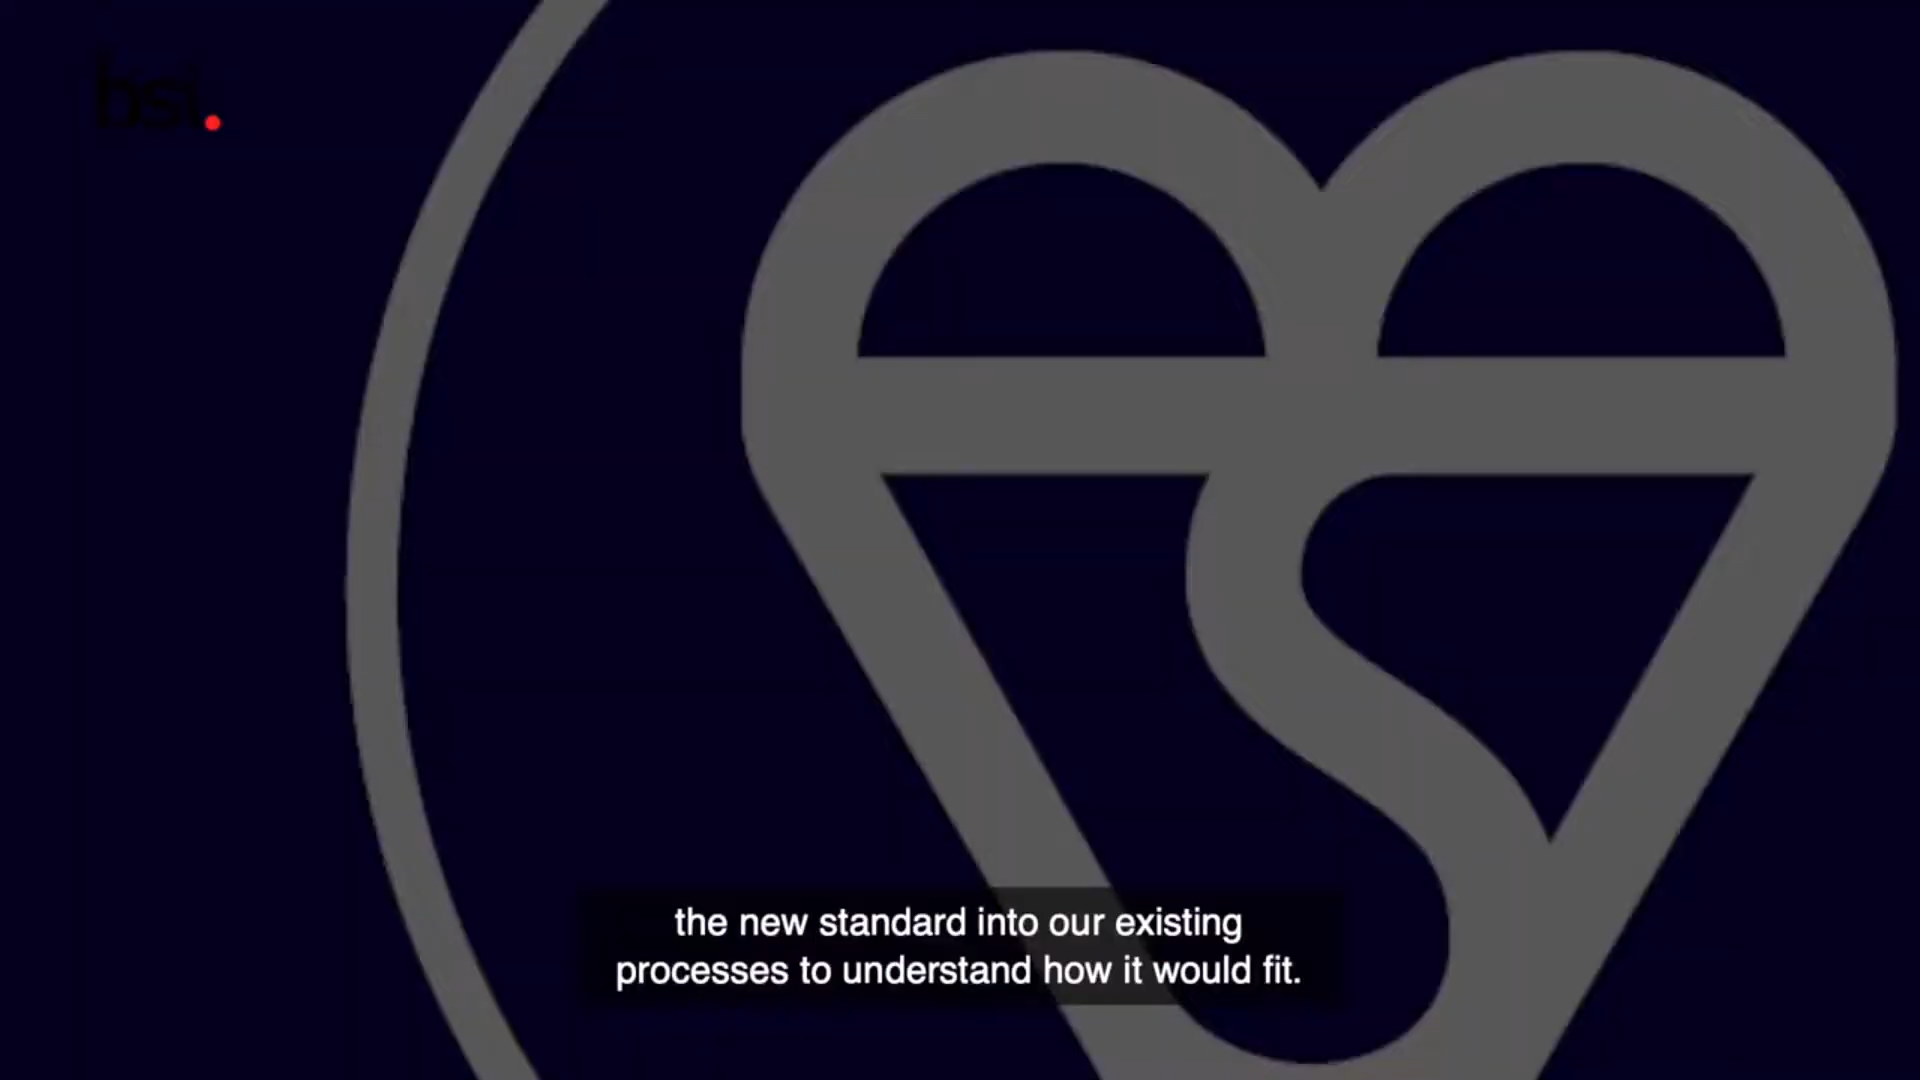 bsi.
the new standard into our existing
processes to understand how it would fit.